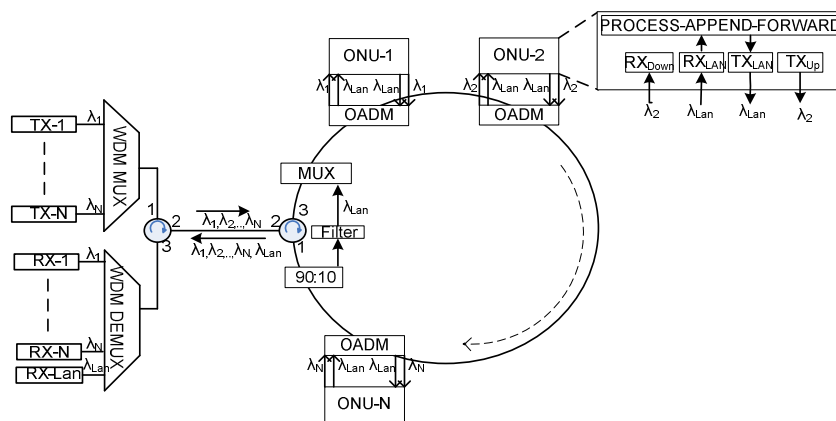 TX-1
λ1
TX-N
λN
WDM MUX
RX-1
λ1
RX-N
λN
RX-Lan
λLan
WDM DEMUX
1
2
3
λ1,λ2,..,λN
λ1,λ2,..,λN, λLan
3
2
1
MUX
λLan
Filter
90:10
ONU-1
λ1
λLan
λLan
λ1
OADM
ONU-2
λ2
λLan
λLan
λ2
OADM
PROCESS-APPEND-FORWARD
RXDown
RXLAN
TXLAN
TXUp
λ2
λLan
λLan
λ2
OADM
λN
λLan
λLan
λN
ONU-N